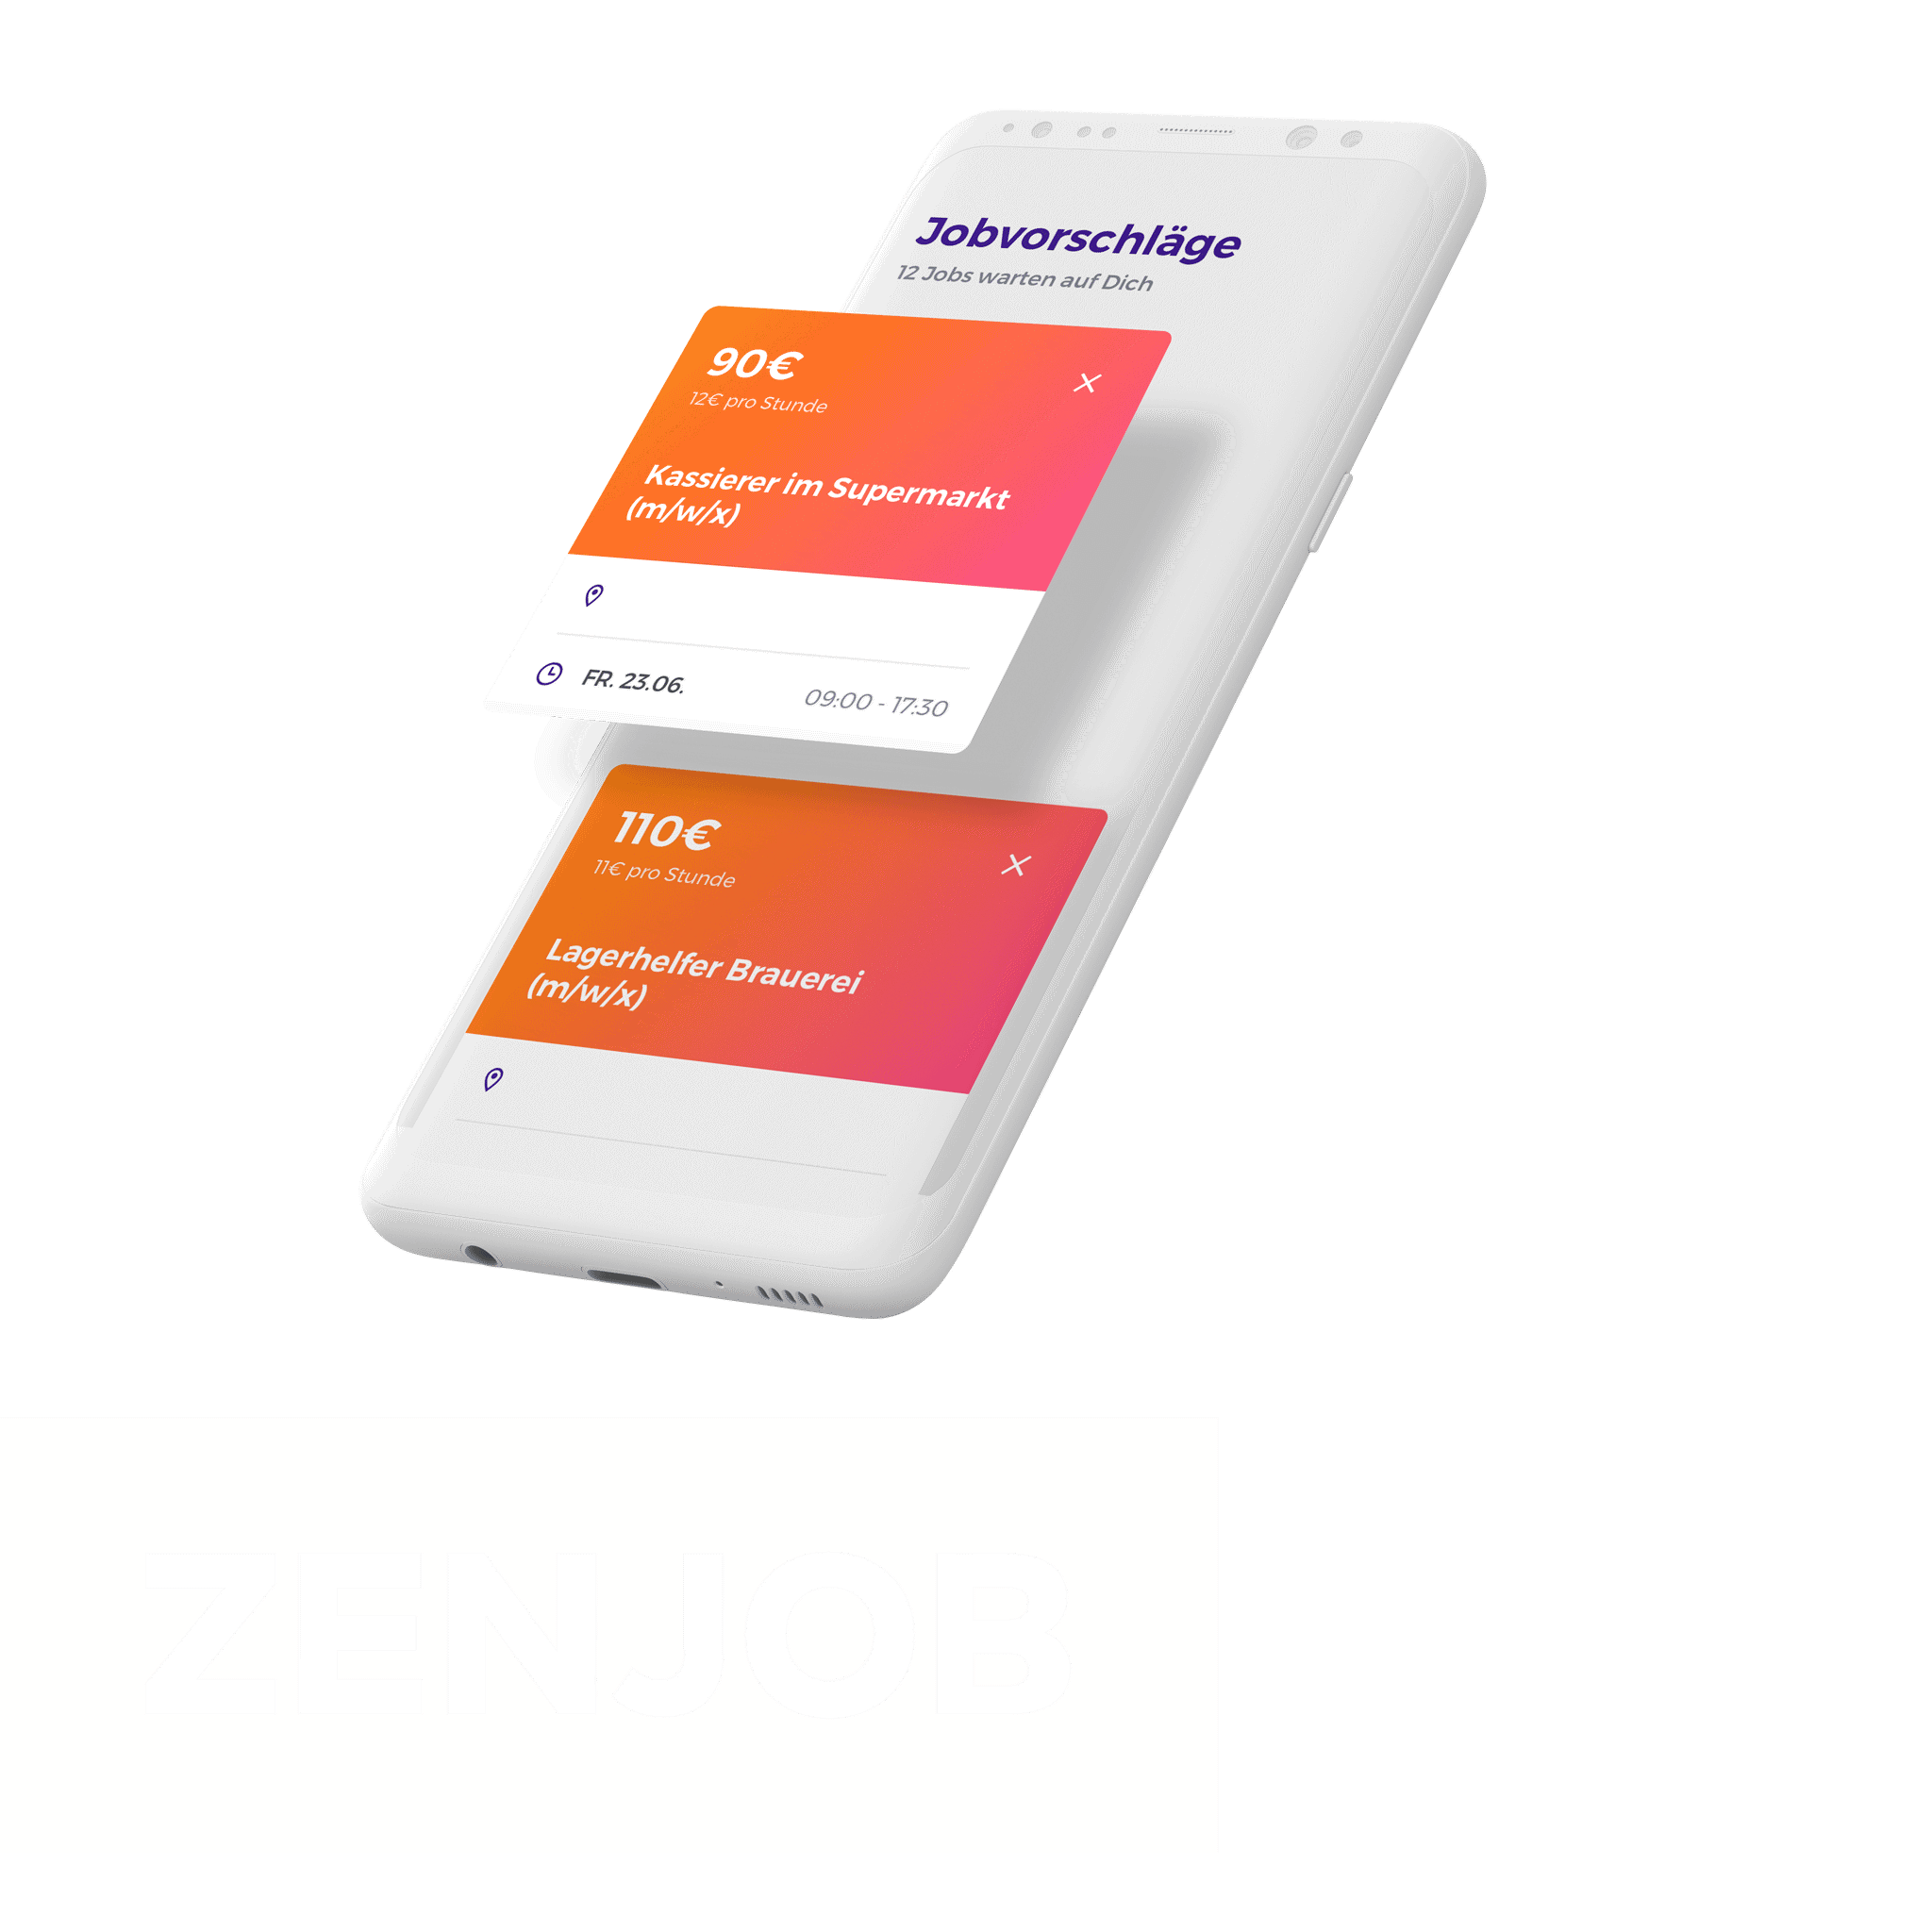 Jobvorschläge
12 Jobs warten auf Dich
90€
12€ pro Stunde
Kassierer im Supermarkt
(m/w/x)
FR. 23.06.
09:00 - 17:30
110€
11€ pro Stunde
Lagerhelfer Brauerei
(m/w/x)
ZENJOB